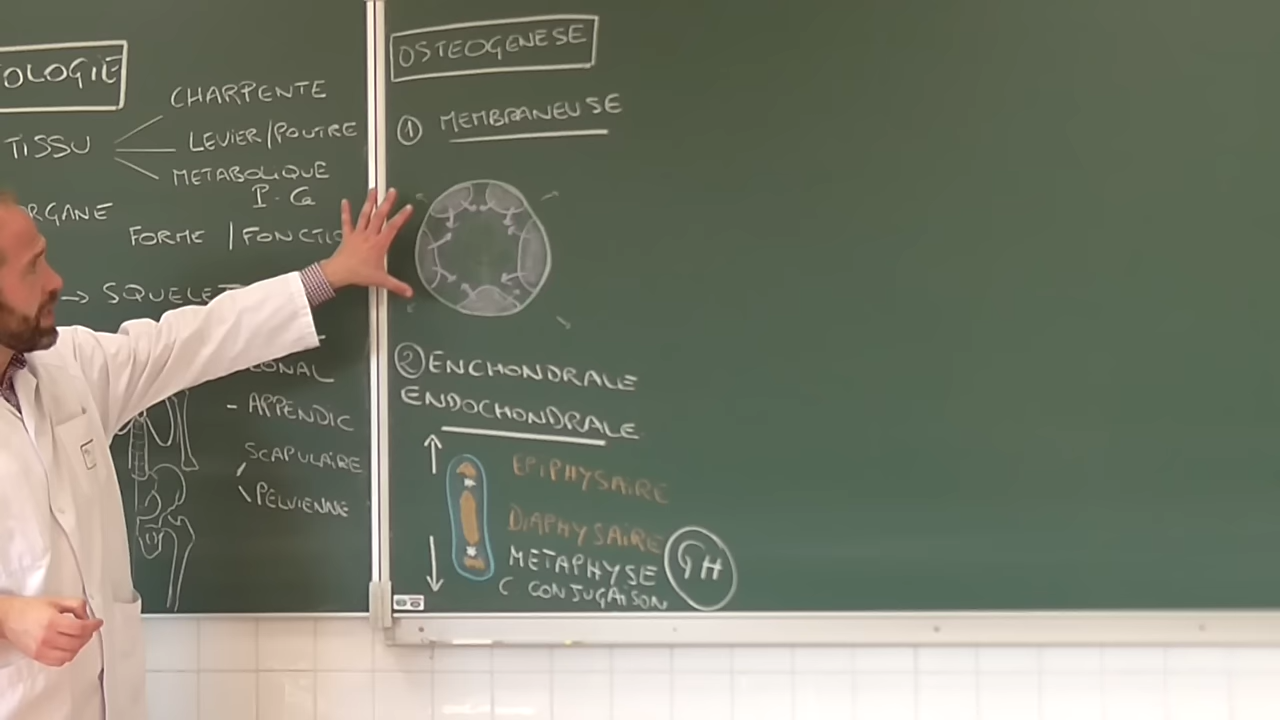 OLOGIE
TISSU
CHARPENTE
LEVIER/POUTRE
METABOLIQUE
P. Ca
ORGANE
FORME / FONCTIO
→ SQUELET
- APPENDIC
SCAPULAIRE
PELVIENNE
OSTEOGENESE
① MEMBRANEUSE
② ENCHONDRALE
ENDOCHONDRALE
EPIPHYSAIRE
DIAPHYSAIRE
METAPHYSE
C CONJUGAISON
GH